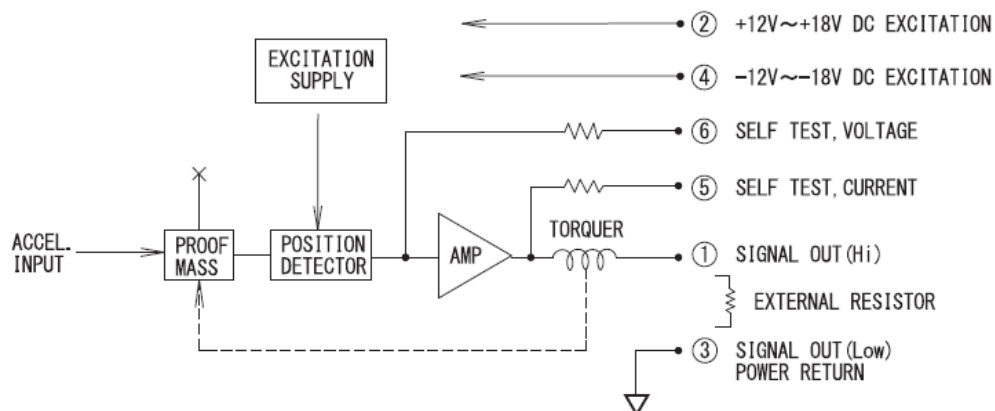 ② +12V～+18V DC EXCITATION
EXCITATION
SUPPLY
④ -12V～-18V DC EXCITATION
⑥ SELF TEST,VOLTAGE
⑤ SELF TEST,CURRENT
ACCEL.
INPUT
PROOF
MASS
POSITION
DETECTOR
AMP
TORQUER
① SIGNAL OUT(Hi)
EXTERNAL RESISTOR
③ SIGNAL OUT(Low)
POWER RETURN